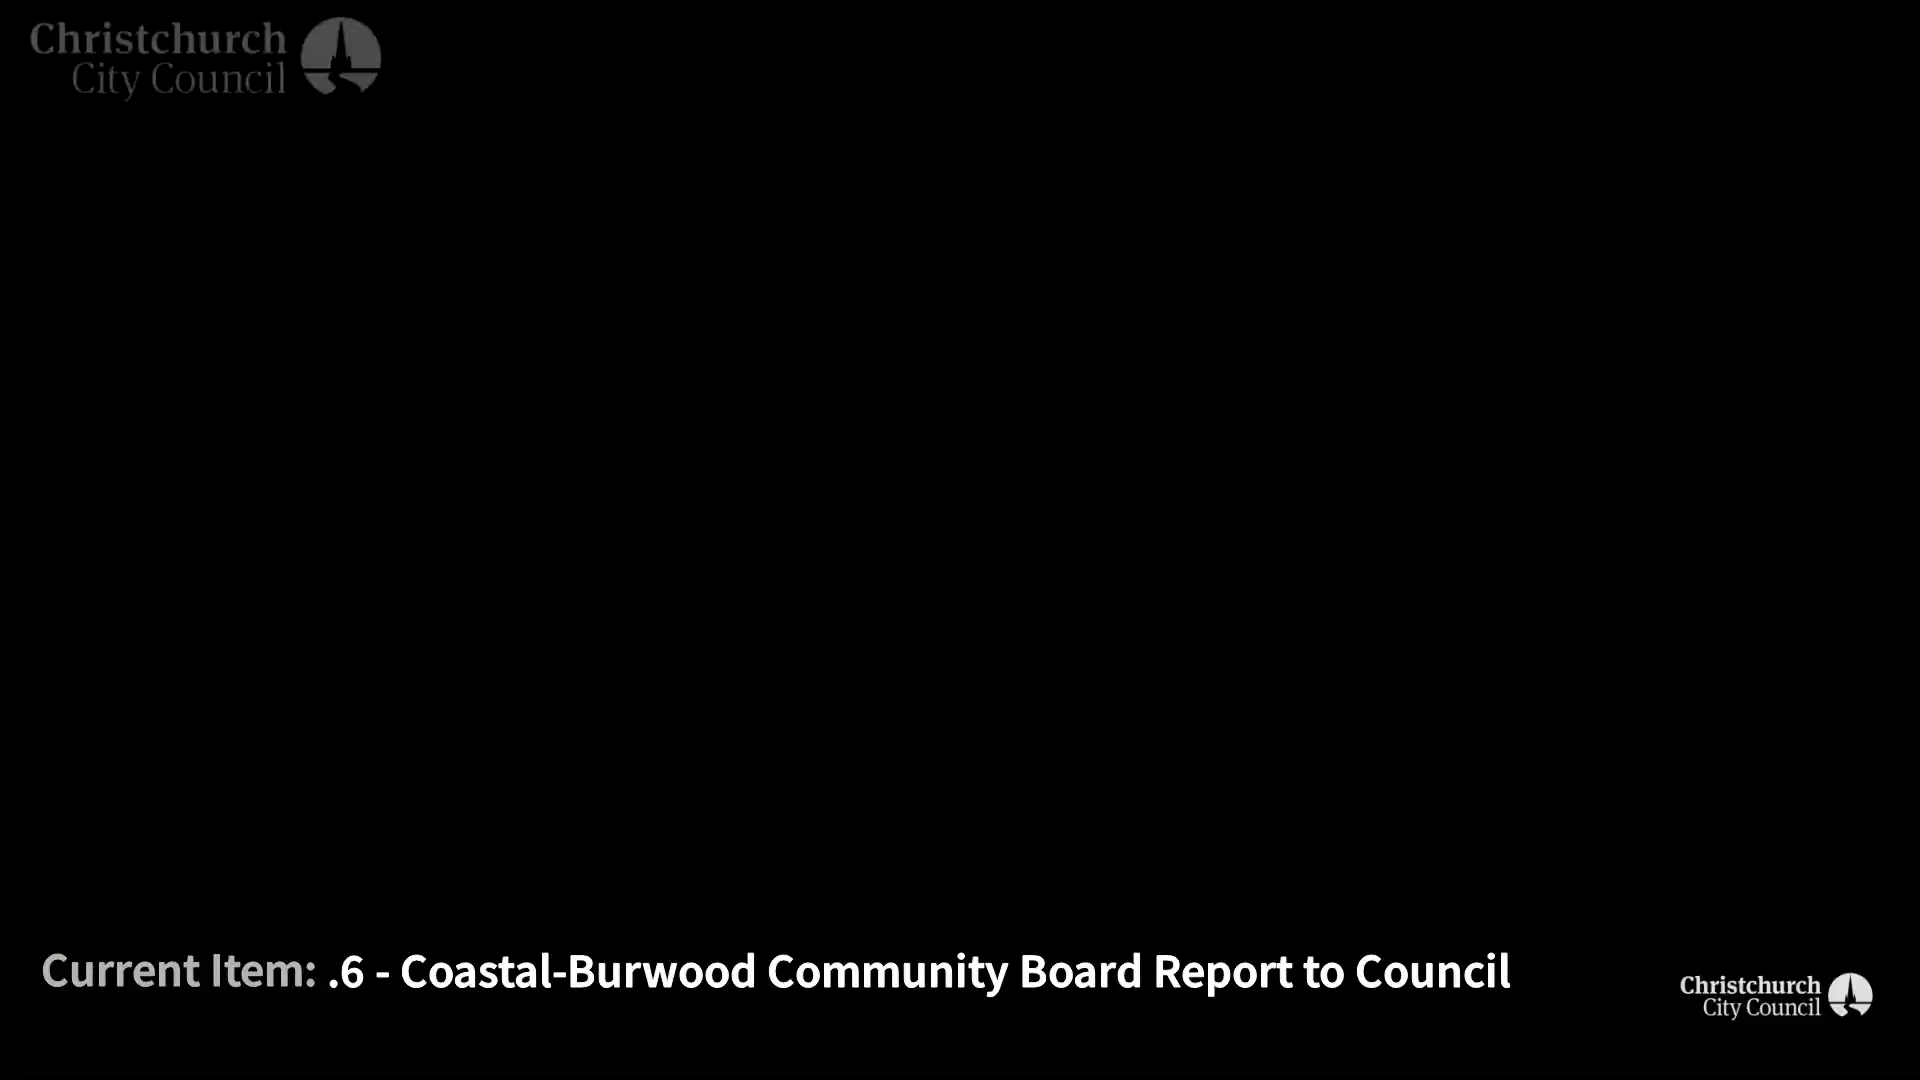 Christchurch
City Council
Current Item: .6 - Coastal-Burwood Community Board Report to Council
Christchurch
City Council